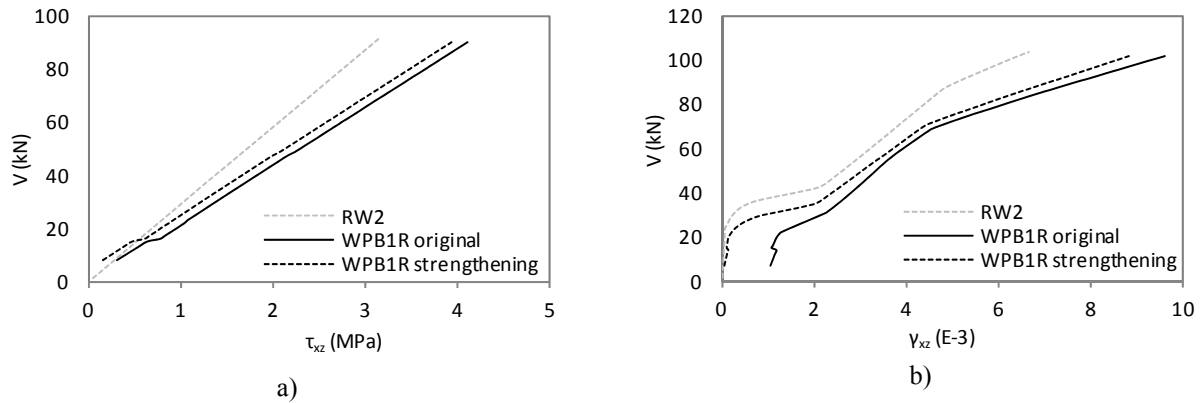 100
80
60
40
20
0
V (kN)
RW2
WPB1R original
WPB1R strengthening
0 1 2 3 4 5
τxz (MPa)
a)
120
100
80
60
40
20
0
V (kN)
RW2
WPB1R original
WPB1R strengthening
0 2 4 6 8 10
γxz (E-3)
b)